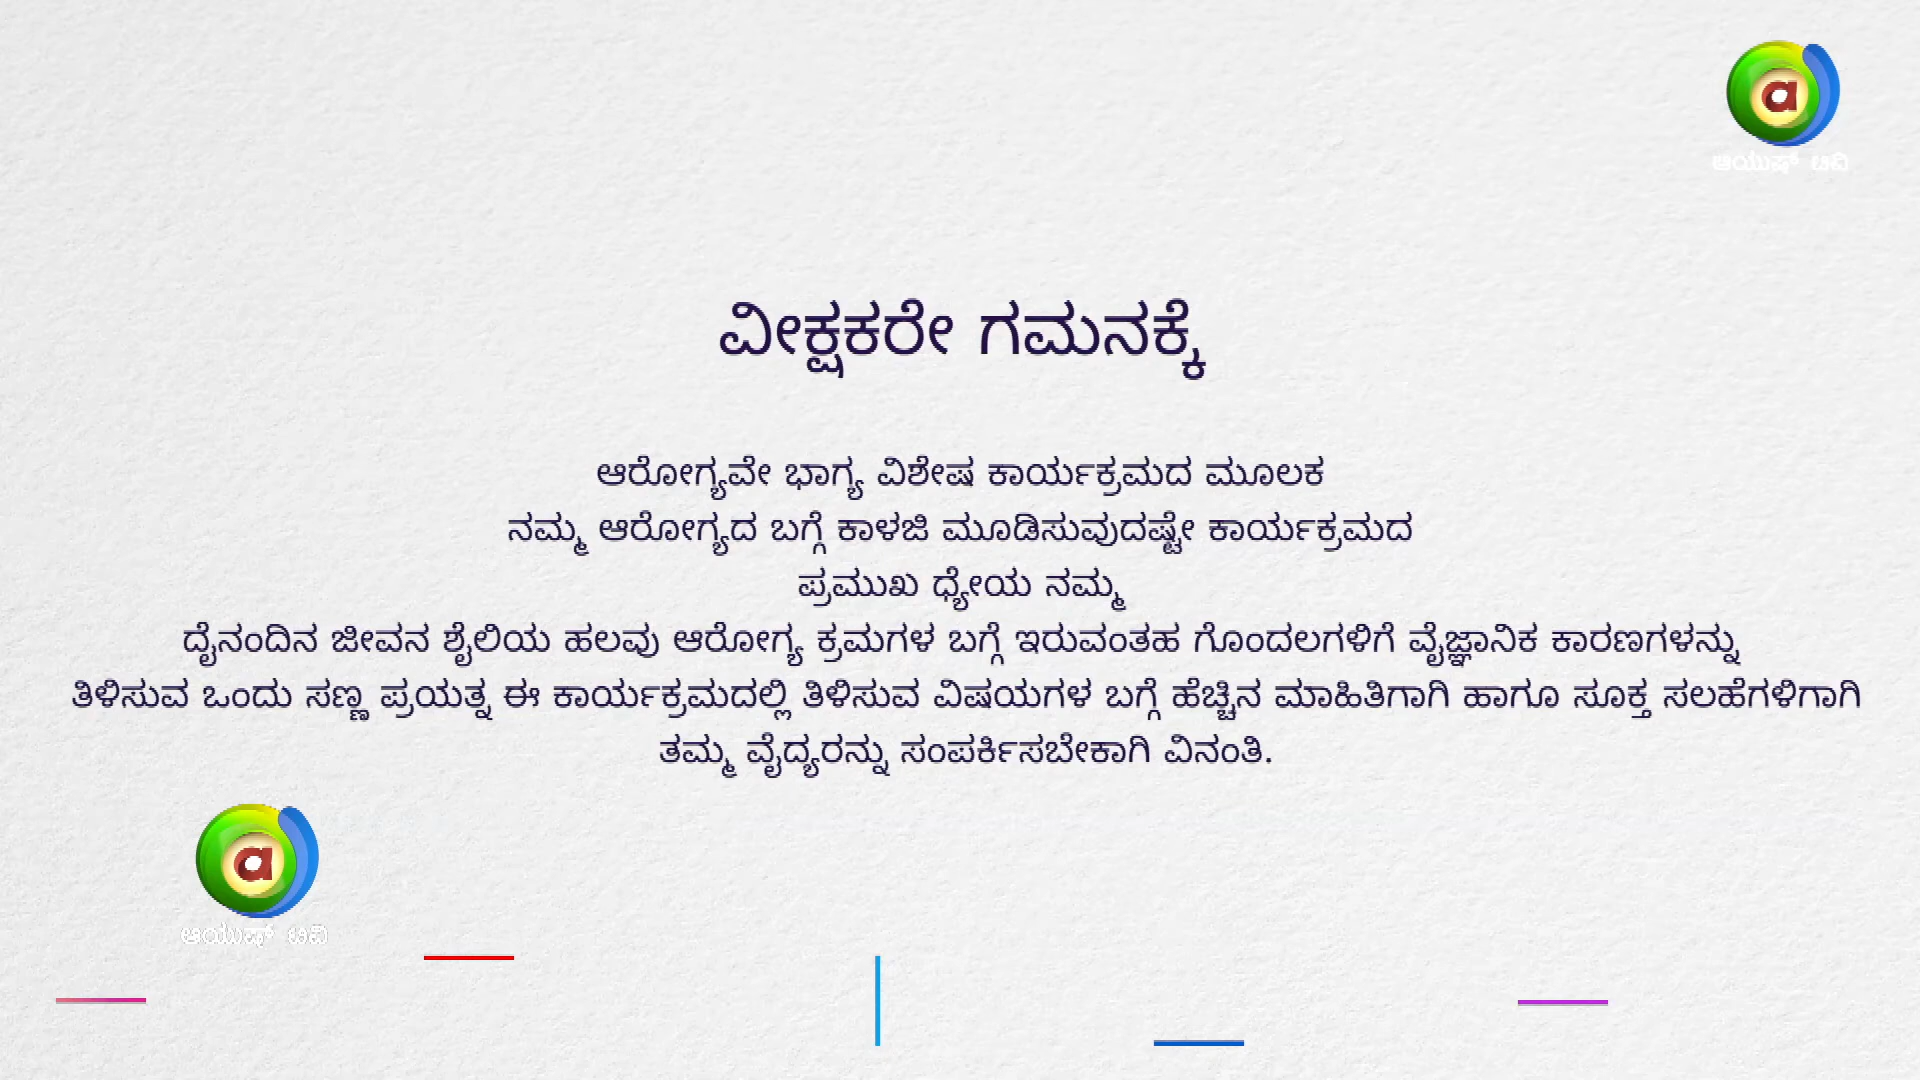 ಆಯುಷ್ ಟಿವಿ
ವೀಕ್ಷಕರೇ ಗಮನಕ್ಕೆ
ಆರೋಗ್ಯವೇ ಭಾಗ್ಯ ವಿಶೇಷ ಕಾರ್ಯಕ್ರಮದ ಮೂಲಕ
ನಮ್ಮ ಆರೋಗ್ಯದ ಬಗ್ಗೆ ಕಾಳಜಿ ಮೂಡಿಸುವುದಷ್ಟೇ ಕಾರ್ಯಕ್ರಮದ
ಪ್ರಮುಖ ಧ್ಯೇಯ ನಮ್ಮ
ದೈನಂದಿನ ಜೀವನ ಶೈಲಿಯ ಹಲವು ಆರೋಗ್ಯ ಕ್ರಮಗಳ ಬಗ್ಗೆ ಇರುವಂತಹ ಗೊಂದಲಗಳಿಗೆ ವೈಜ್ಞಾನಿಕ ಕಾರಣಗಳನ್ನು
ತಿಳಿಸುವ ಒಂದು ಸಣ್ಣ ಪ್ರಯತ್ನ ಈ ಕಾರ್ಯಕ್ರಮದಲ್ಲಿ ತಿಳಿಸುವ ವಿಷಯಗಳ ಬಗ್ಗೆ ಹೆಚ್ಚಿನ ಮಾಹಿತಿಗಾಗಿ ಹಾಗೂ ಸೂಕ್ತ ಸಲಹೆಗಳಿಗಾಗಿ
ತಮ್ಮ ವೈದ್ಯರನ್ನು ಸಂಪರ್ಕಿಸಬೇಕಾಗಿ ವಿನಂತಿ.
ಆಯುಷ್ ಟಿವಿ